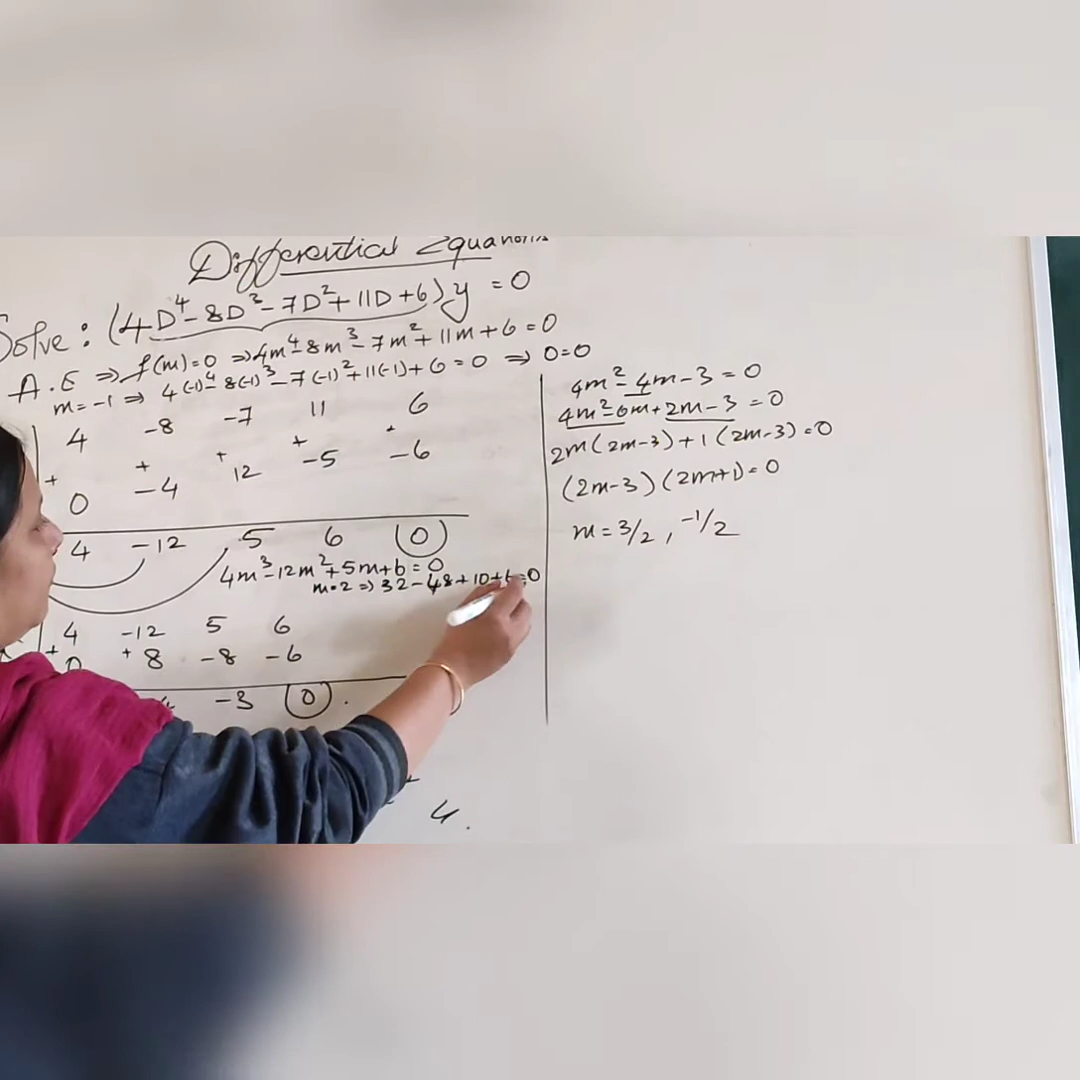 Differential Equations
Solve: (4D⁴ - 8D³ - 7D² + 11D + 6) y = 0
A.E ⇒ f(m) = 0 ⇒ 4m⁴ - 8m³ - 7m² + 11m + 6 = 0
m = -1 ⇒ 4(-1)⁴ - 8(-1)³ - 7(-1)² + 11(-1) + 6 = 0 ⇒ 0 = 0
4 -8 -7 11 6
+ + + + +
0 -4 12 -5 -6
4 -12 5 6 0
4m³ - 12m² + 5m + 6 = 0
m = 2 ⇒ 32 - 48 + 10 + 6 = 0
4 -12 5 6
+0 +8 -8 -6
-3 0 .
4.
4m² - 4m - 3 = 0
4m² - 6m + 2m - 3 = 0
2m(2m-3) + 1(2m-3) = 0
(2m-3)(2m+1) = 0
m = 3/2, -1/2